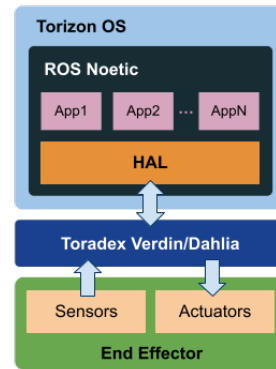 Torizon OS
ROS Noetic
App1 App2 ... AppN
HAL
Toradex Verdin/Dahlia
Sensors Actuators
End Effector